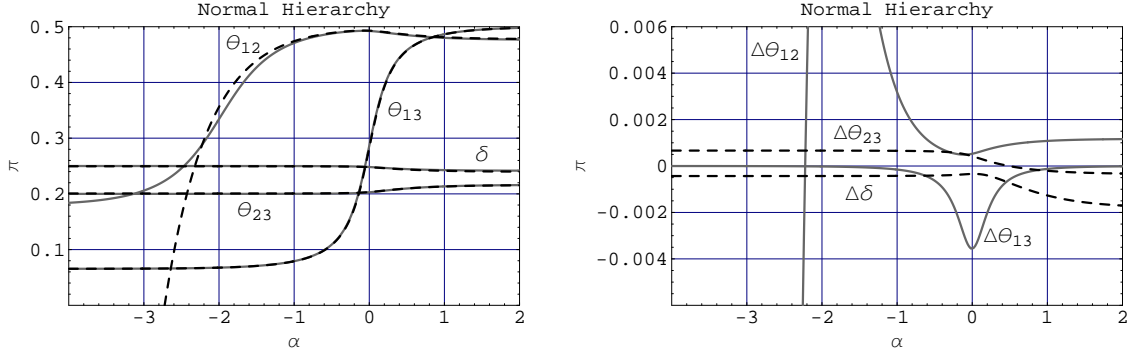 Normal Hierarchy
0.5
0.4
0.3
0.2
0.1
π
θ12
θ13
δ
θ23
-3 -2 -1 0 1 2
α
Normal Hierarchy
0.006
0.004
0.002
0
-0.002
-0.004
π
Δθ12
Δθ23
Δδ
Δθ13
-3 -2 -1 0 1 2
α